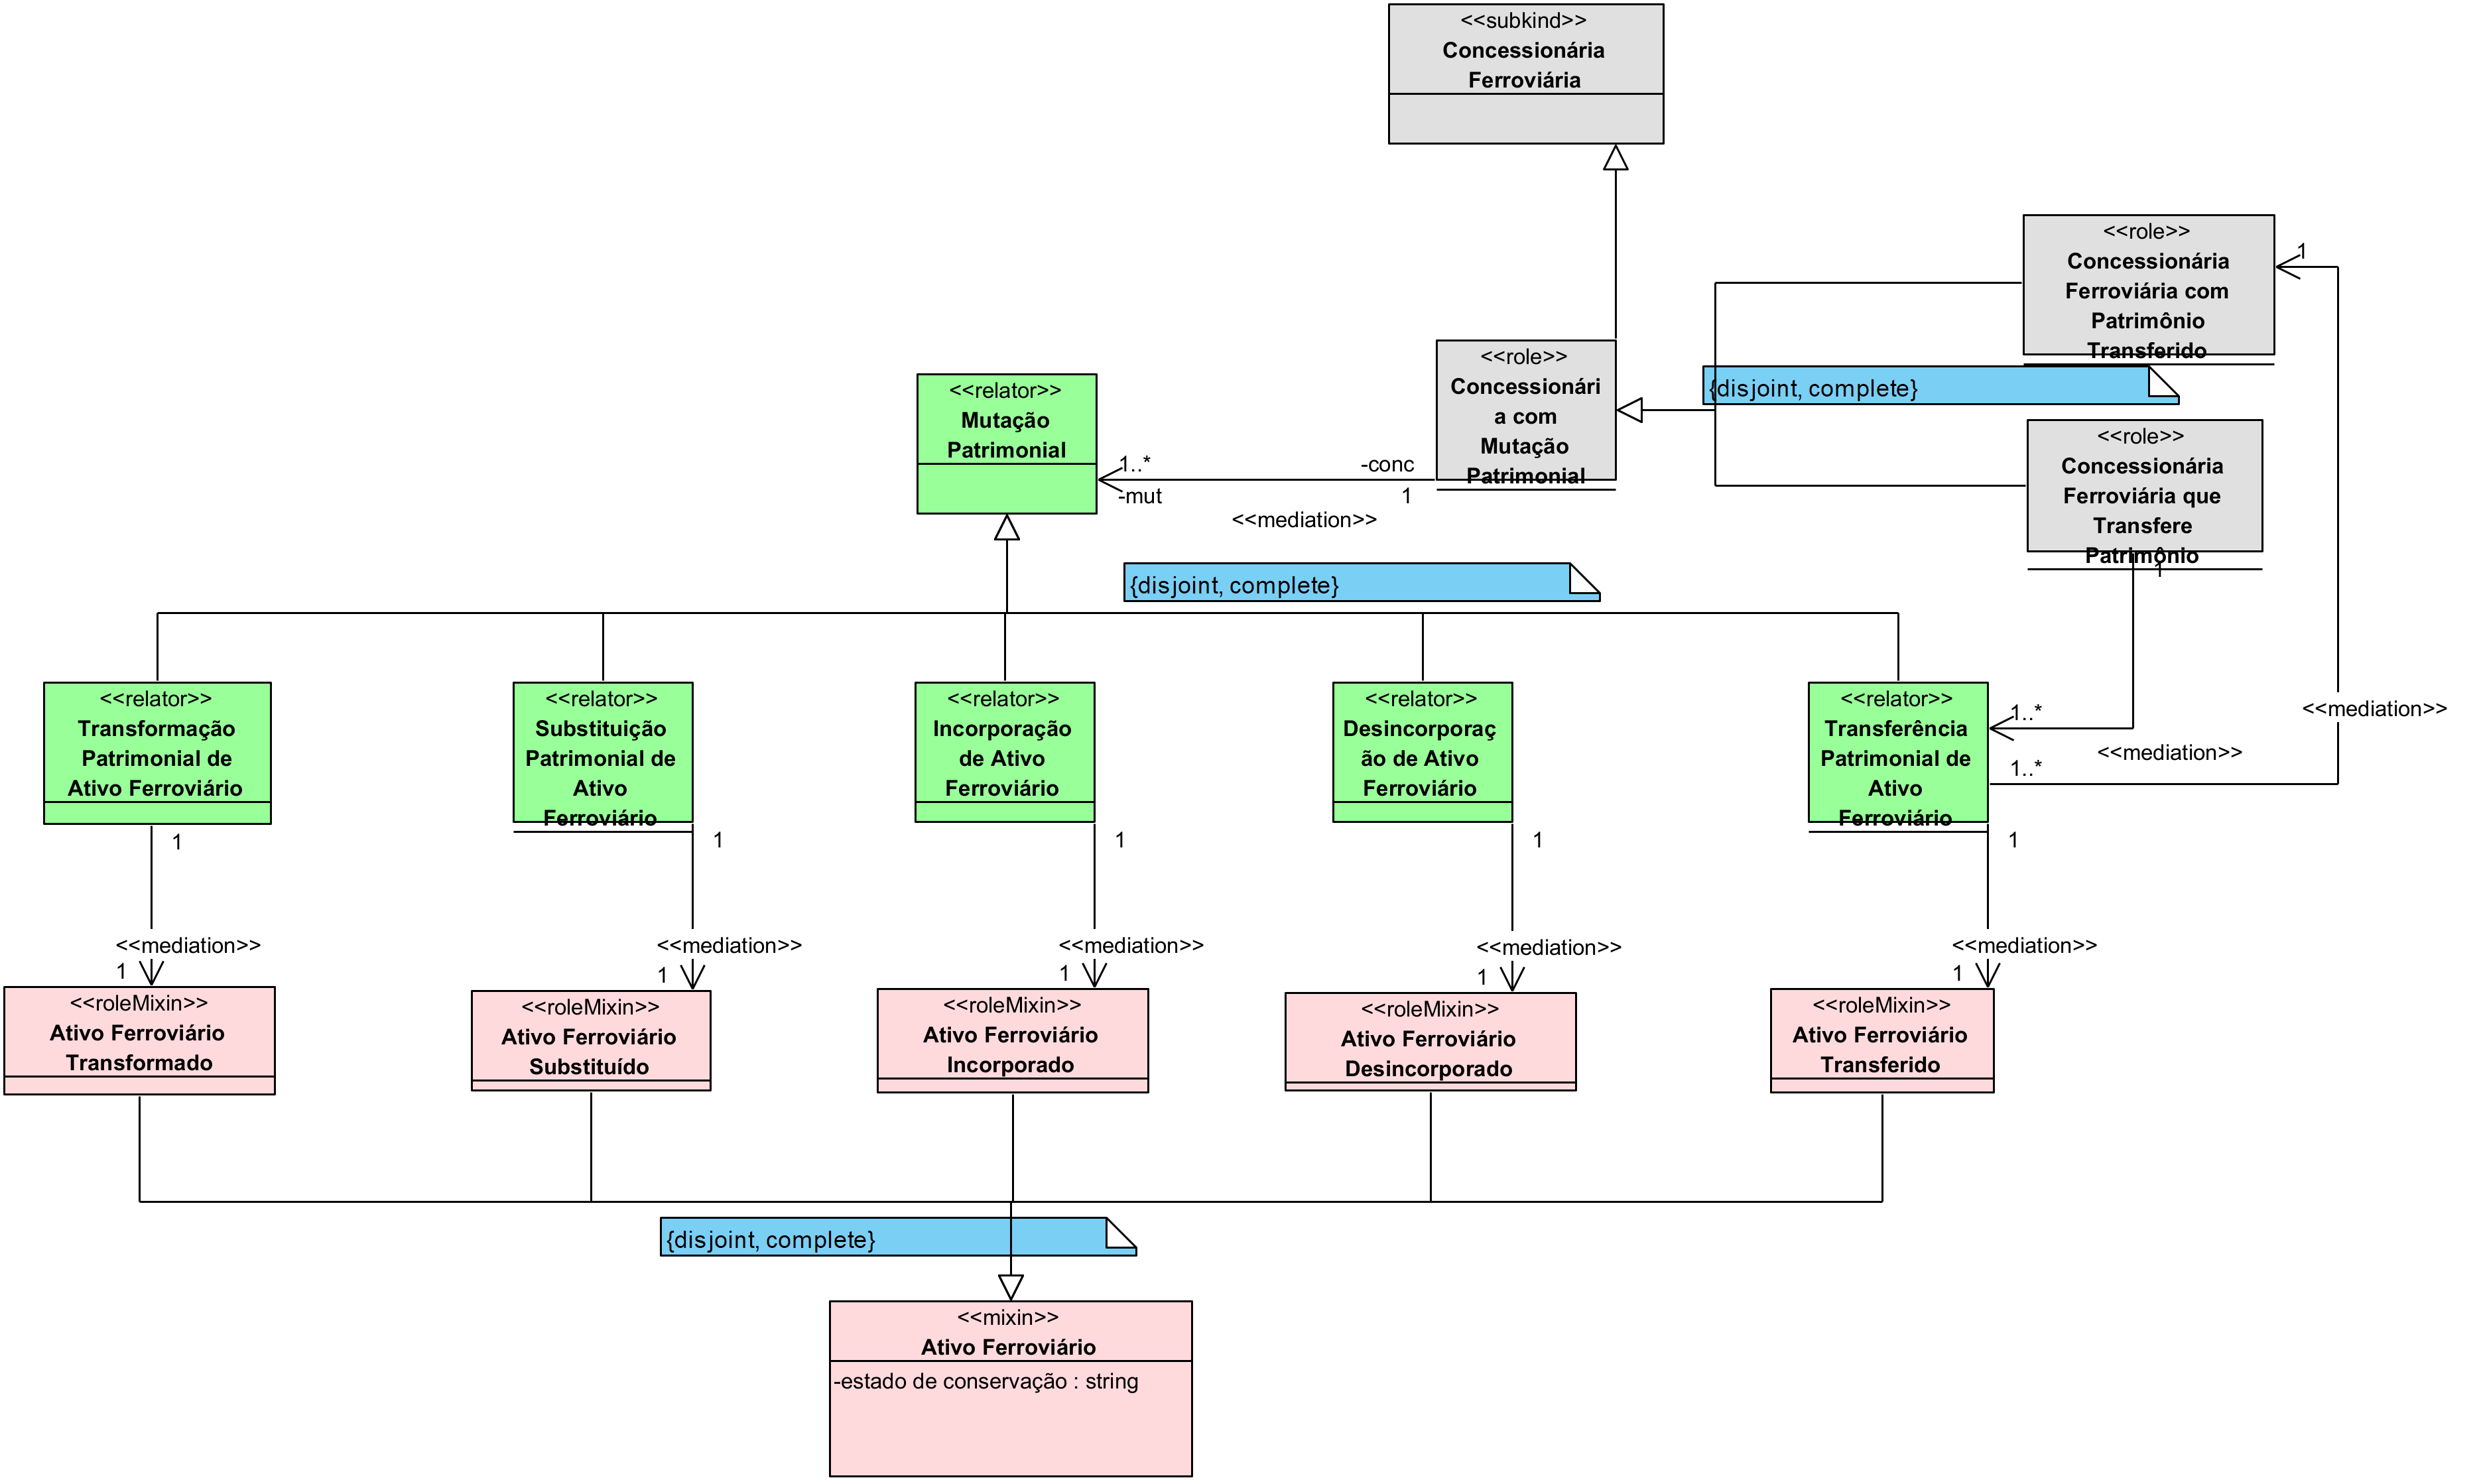 <<subkind>>
Concessionária
Ferroviária
<<role>>
Concessionária
Ferroviária com
Patrimônio
Transferido
1
<<role>>
Concessionári
a com
Mutação
Patrimonial
{disjoint, complete}
<<relator>>
Mutação
Patrimonial
1..*
-mut
-conc
1
<<mediation>>
<<role>>
Concessionária
Ferroviária que
Transfere
Patrimônio
1
{disjoint, complete}
<<relator>>
Transformação
Patrimonial de
Ativo Ferroviário
1
<<relator>>
Substituição
Patrimonial de
Ativo
Ferroviário
1
<<relator>>
Incorporação
de Ativo
Ferroviário
1
<<relator>>
Desincorporaç
ão de Ativo
Ferroviário
1
<<relator>>
Transferência
Patrimonial de
Ativo
Ferroviário
1
1..*
<<mediation>>
1..*
<<mediation>>
<<mediation>>
1
<<mediation>>
1
<<mediation>>
1
<<mediation>>
1
<<mediation>>
1
<<roleMixin>>
Ativo Ferroviário
Transformado
<<roleMixin>>
Ativo Ferroviário
Substituído
<<roleMixin>>
Ativo Ferroviário
Incorporado
<<roleMixin>>
Ativo Ferroviário
Desincorporado
<<roleMixin>>
Ativo Ferroviário
Transferido
{disjoint, complete}
<<mixin>>
Ativo Ferroviário
-estado de conservação : string